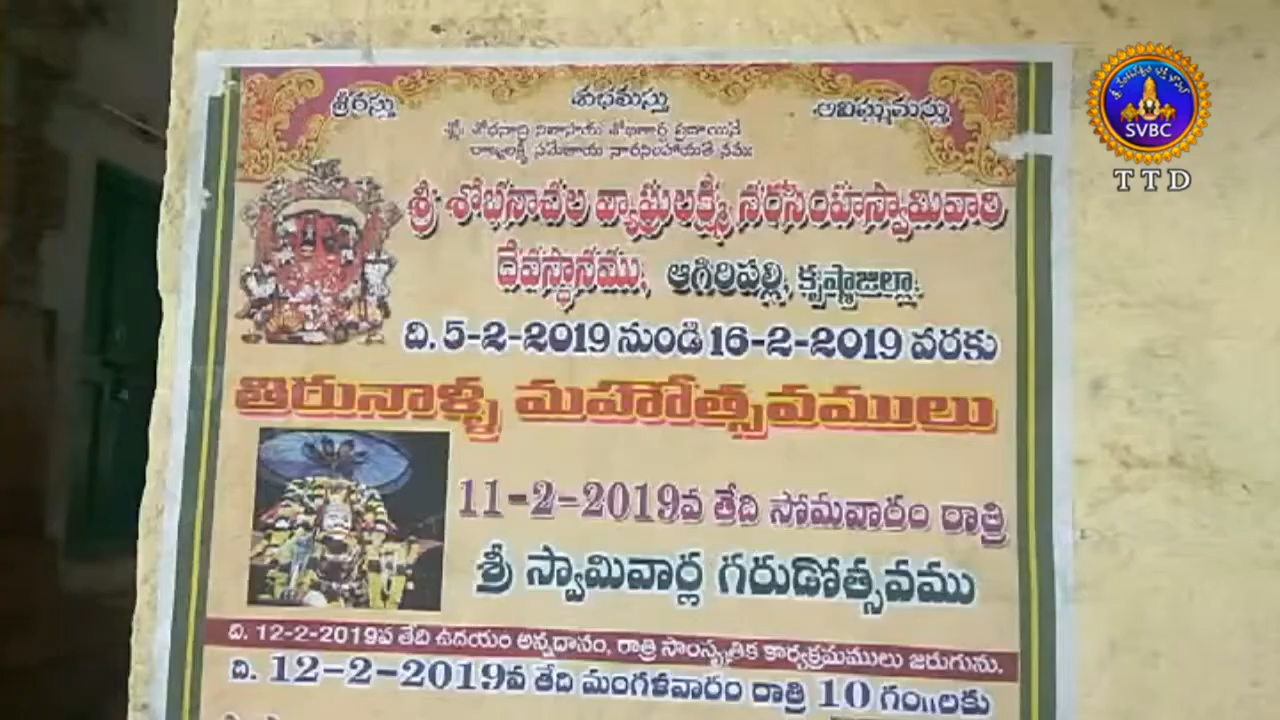 శ్రీరస్తు శుభమస్తు అవిఘ్నమస్తు
శ్రీ శోభనాచల వ్యాఘ్రలక్ష్మీ నరసింహస్వామివారి
దేవస్థానము, ఆగిరిపల్లి, కృష్ణాజిల్లా.
ది. 5-2-2019 నుండి 16-2-2019 వరకు
తిరునాళ్ళ మహోత్సవములు
11-2-2019వ తేది సోమవారం రాత్రి
శ్రీ స్వామివార్ల గరుడోత్సవము
ది. 12-2-2019వ తేది ఉదయం అన్నదానం, రాత్రి సాంస్కృతిక కార్యక్రమములు జరుగును.
ది. 12-2-2019వ తేది మంగళవారం రాత్రి 10 గం॥లకు
SVBC
TTD